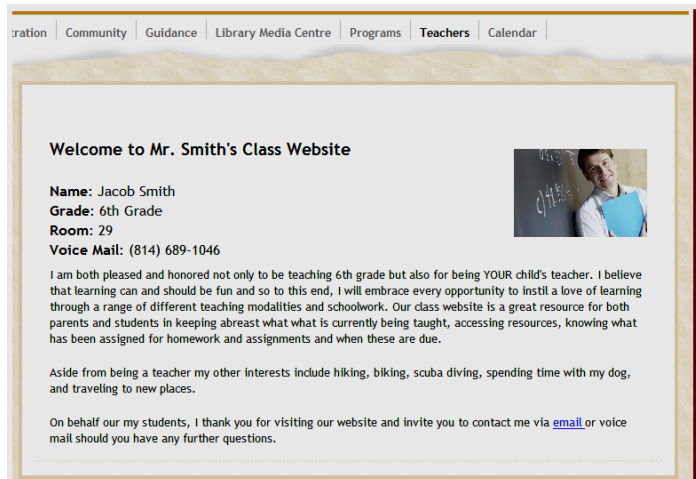 Community Guidance Library Media Centre Programs Teachers Calendar
Welcome to Mr. Smith's Class Website
Name: Jacob Smith
Grade: 6th Grade
Room: 29
Voice Mail: (814) 689-1046
I am both pleased and honored not only to be teaching 6th grade but also for being YOUR child's teacher. I believe
that learning can and should be fun and so to this end, I will embrace every opportunity to instil a love of learning
through a range of different teaching modalities and schoolwork. Our class website is a great resource for both
parents and students in keeping abreast what what is currently being taught, accessing resources, knowing what
has been assigned for homework and assignments and when these are due.
Aside from being a teacher my other interests include hiking, biking, scuba diving, spending time with my dog,
and traveling to new places.
On behalf our my students, I thank you for visiting our website and invite you to contact me via email or voice
mail should you have any further questions.